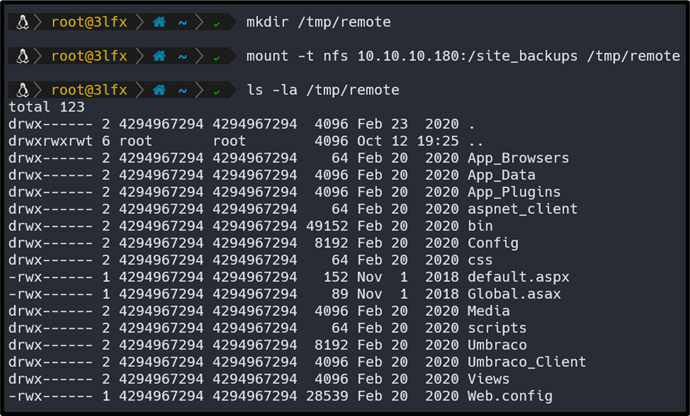 root@3lfx ~ ✓ mkdir /tmp/remote
root@3lfx ~ ✓ mount -t nfs 10.10.10.180:/site_backups /tmp/remote
root@3lfx ~ ✓ ls -la /tmp/remote
total 123
drwx------ 2 4294967294 4294967294  4096 Feb 23  2020 .
drwxrwxrwt 6 root       root        4096 Oct 12 19:25 ..
drwx------ 2 4294967294 4294967294    64 Feb 20  2020 App_Browsers
drwx------ 2 4294967294 4294967294  4096 Feb 20  2020 App_Data
drwx------ 2 4294967294 4294967294  4096 Feb 20  2020 App_Plugins
drwx------ 2 4294967294 4294967294    64 Feb 20  2020 aspnet_client
drwx------ 2 4294967294 4294967294 49152 Feb 20  2020 bin
drwx------ 2 4294967294 4294967294  8192 Feb 20  2020 Config
drwx------ 2 4294967294 4294967294    64 Feb 20  2020 css
-rwx------ 1 4294967294 4294967294   152 Nov  1  2018 default.aspx
-rwx------ 1 4294967294 4294967294    89 Nov  1  2018 Global.asax
drwx------ 2 4294967294 4294967294  4096 Feb 20  2020 Media
drwx------ 2 4294967294 4294967294    64 Feb 20  2020 scripts
drwx------ 2 4294967294 4294967294  8192 Feb 20  2020 Umbraco
drwx------ 2 4294967294 4294967294  4096 Feb 20  2020 Umbraco_Client
drwx------ 2 4294967294 4294967294  4096 Feb 20  2020 Views
-rwx------ 1 4294967294 4294967294 28539 Feb 20  2020 Web.config